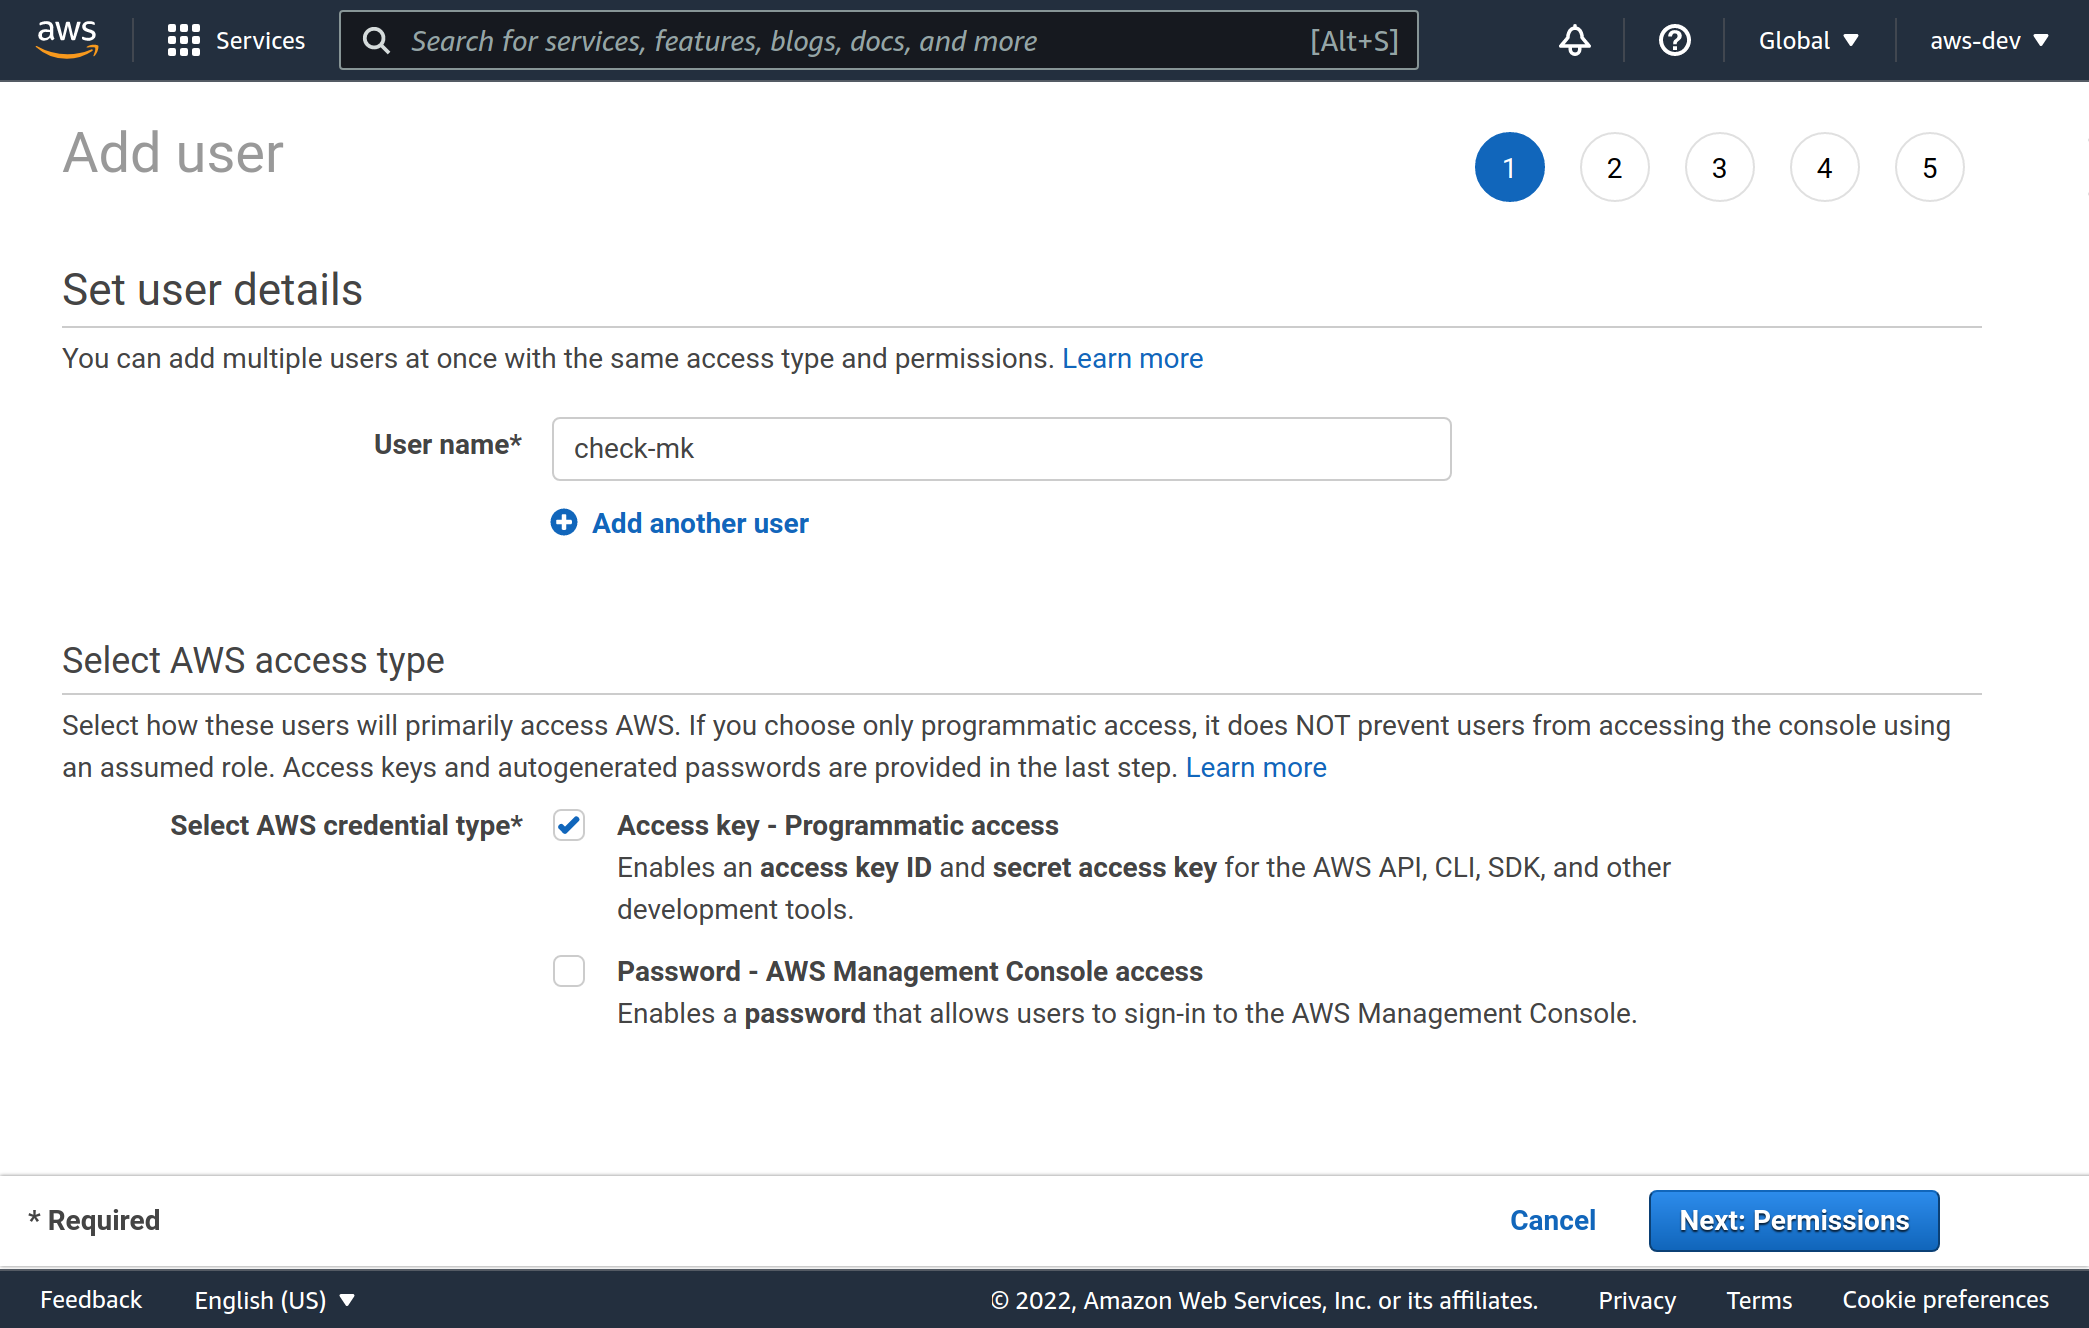 aws Services Search for services, features, blogs, docs, and more [Alt+S] Global aws-dev
Add user
1 2 3 4 5
Set user details
You can add multiple users at once with the same access type and permissions. Learn more
User name* check-mk
Add another user
Select AWS access type
Select how these users will primarily access AWS. If you choose only programmatic access, it does NOT prevent users from accessing the console using
an assumed role. Access keys and autogenerated passwords are provided in the last step. Learn more
Select AWS credential type* Access key - Programmatic access
Enables an access key ID and secret access key for the AWS API, CLI, SDK, and other
development tools.
Password - AWS Management Console access
Enables a password that allows users to sign-in to the AWS Management Console.
* Required Cancel Next: Permissions
Feedback English (US) © 2022, Amazon Web Services, Inc. or its affiliates. Privacy Terms Cookie preferences